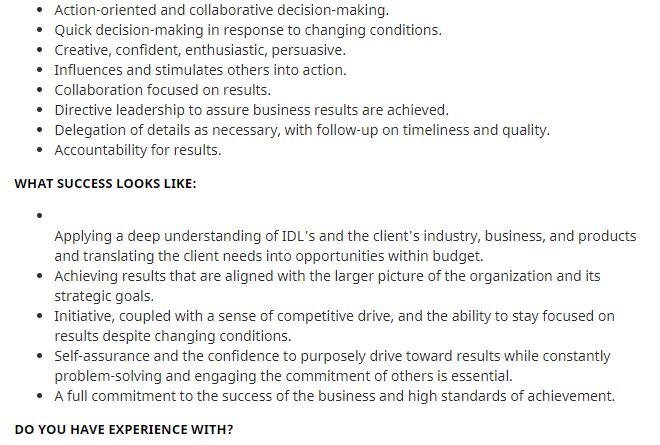 • Action-oriented and collaborative decision-making.
• Quick decision-making in response to changing conditions.
• Creative, confident, enthusiastic, persuasive.
• Influences and stimulates others into action.
• Collaboration focused on results.
• Directive leadership to assure business results are achieved.
• Delegation of details as necessary, with follow-up on timeliness and quality.
• Accountability for results.
WHAT SUCCESS LOOKS LIKE:
•
Applying a deep understanding of IDL's and the client's industry, business, and products
and translating the client needs into opportunities within budget.
• Achieving results that are aligned with the larger picture of the organization and its
strategic goals.
• Initiative, coupled with a sense of competitive drive, and the ability to stay focused on
results despite changing conditions.
• Self-assurance and the confidence to purposely drive toward results while constantly
problem-solving and engaging the commitment of others is essential.
• A full commitment to the success of the business and high standards of achievement.
DO YOU HAVE EXPERIENCE WITH?